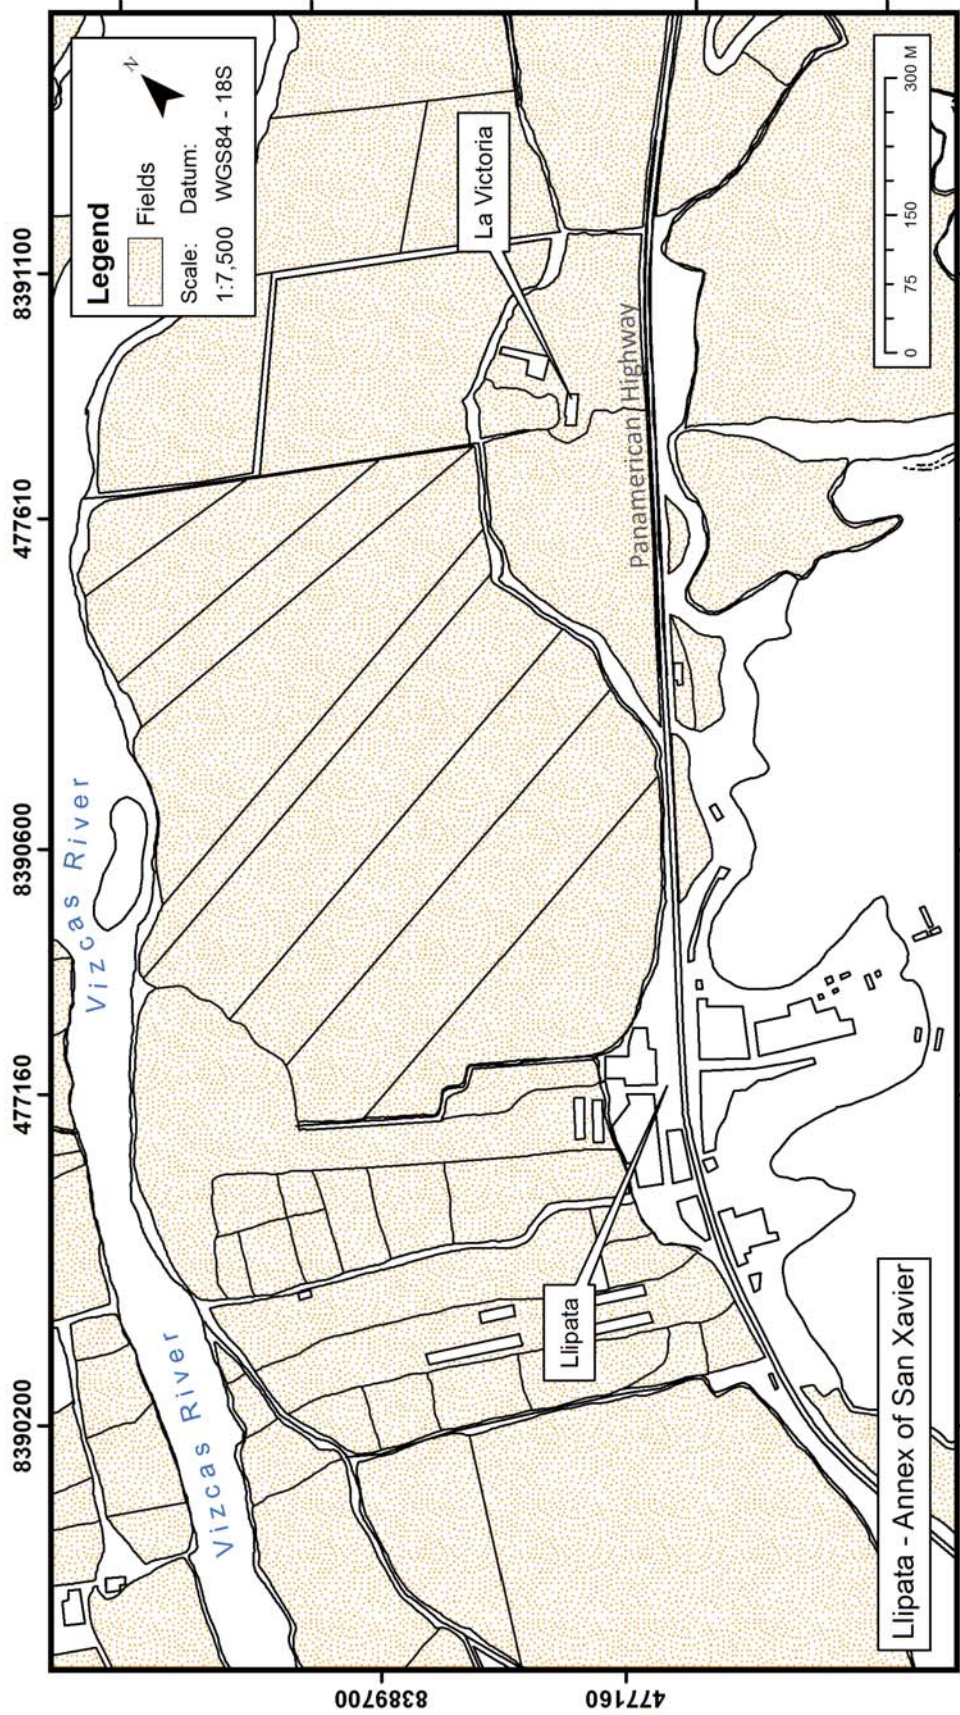 Legend
Fields
Scale: Datum:
1:7,500 WGS84 - 18S
N
La Victoria
Panamerican Highway
0 75 150 300 M
Vizcas River
Vizcas River
Llipata
Llipata - Annex of San Xavier
8390200
477160
8390600
477610
8391100
8389700
477160